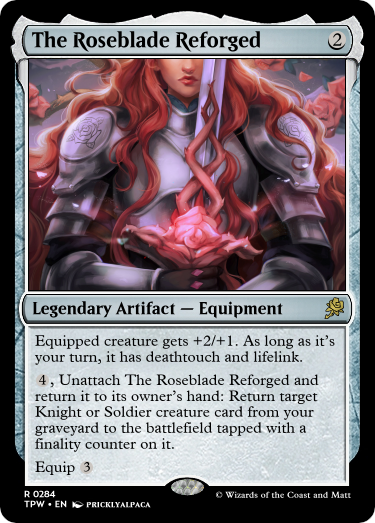 The Roseblade Reforged 2
Legendary Artifact — Equipment
Equipped creature gets +2/+1. As long as it's
your turn, it has deathtouch and lifelink.
4, Unattach The Roseblade Reforged and
return it to its owner's hand: Return target
Knight or Soldier creature card from your
graveyard to the battlefield tapped with a
finality counter on it.
Equip 3
R 0284
TPW • EN PRICKLYALPACA © Wizards of the Coast and Matt